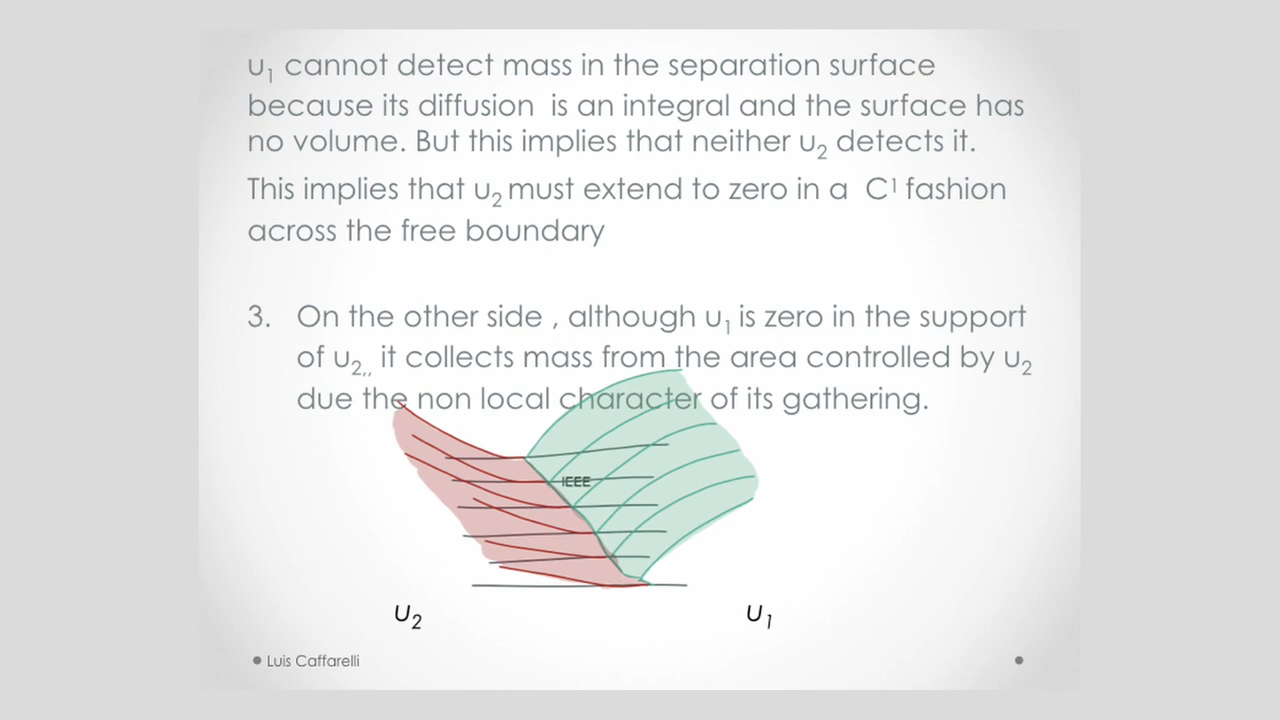 u₁ cannot detect mass in the separation surface
because its diffusion is an integral and the surface has
no volume. But this implies that neither u₂ detects it.
This implies that u₂ must extend to zero in a C¹ fashion
across the free boundary
3. On the other side , although u₁ is zero in the support
of u₂,, it collects mass from the area controlled by u₂
due the non local character of its gathering.
IEEE
U₂
U₁
Luis Caffarelli